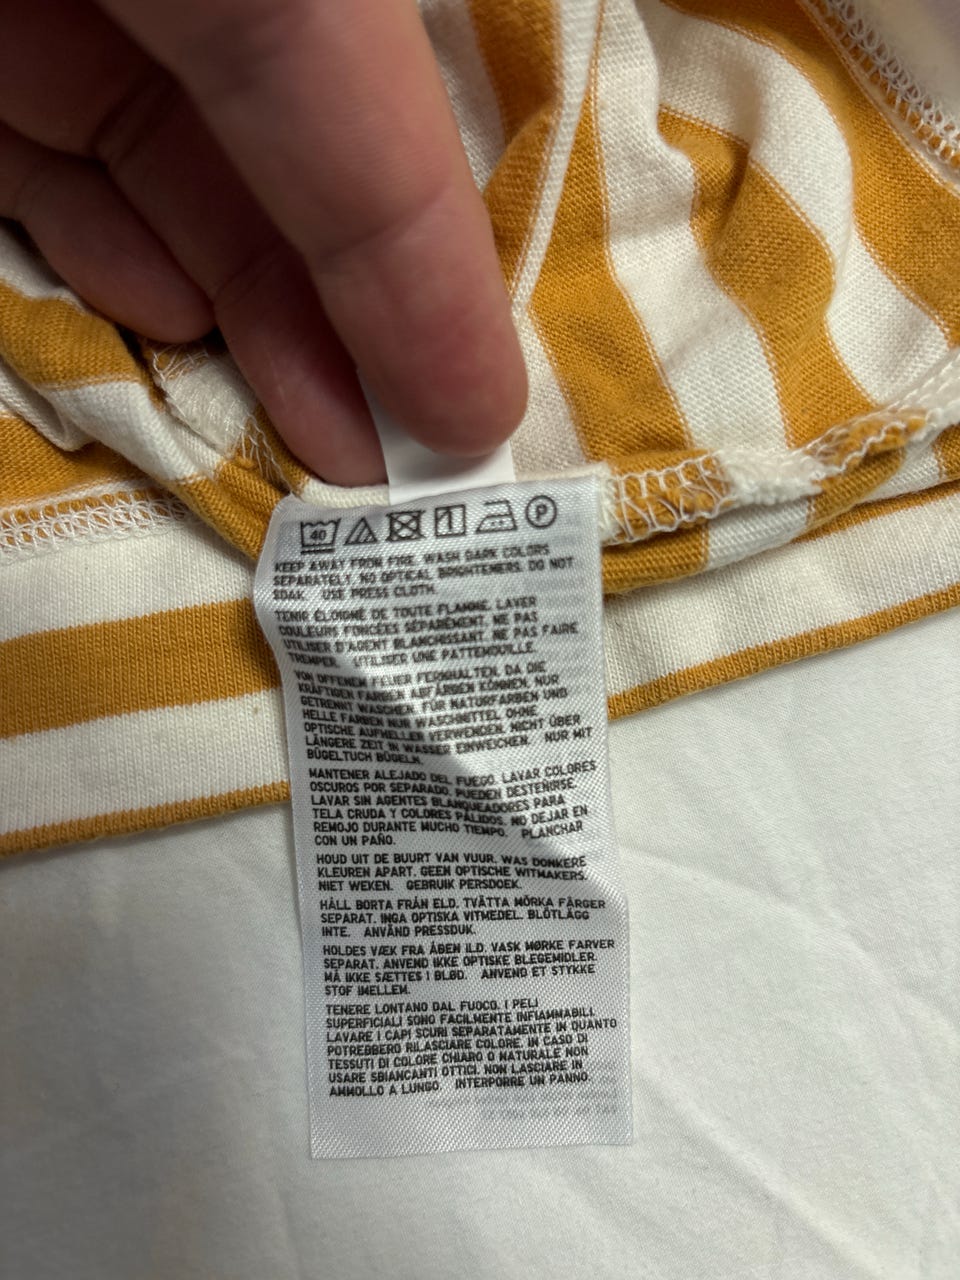 40 P
KEEP AWAY FROM FIRE. WASH DARK COLORS
SEPARATELY. NO OPTICAL BRIGHTENERS. DO NOT
SOAK. USE PRESS CLOTH.
TENIR ÉLOIGNÉ DE TOUTE FLAMME. LAVER
COULEURS FONCÉES SÉPARÉMENT. NE PAS
UTILISER D'AGENT BLANCHISSANT. NE PAS FAIRE
TREMPER. UTILISER UNE PATTEMOUILLE.
VON OFFENEM FEUER FERNHALTEN. DA DIE
KRÄFTIGEN FARBEN ABFÄRBEN KÖNNEN, NUR
GETRENNT WASCHEN. FÜR NATURFARBEN UND
HELLE FARBEN NUR WASCHMITTEL OHNE
OPTISCHE AUFHELLER VERWENDEN. NICHT ÜBER
LÄNGERE ZEIT IN WASSER EINWEICHEN. NUR MIT
BÜGELTUCH BÜGELN.
MANTENER ALEJADO DEL FUEGO. LAVAR COLORES
OSCUROS POR SEPARADO, PUEDEN DESTEÑIRSE.
LAVAR SIN AGENTES BLANQUEADORES PARA
TELA CRUDA Y COLORES PÁLIDOS. NO DEJAR EN
REMOJO DURANTE MUCHO TIEMPO. PLANCHAR
CON UN PAÑO.
HOUD UIT DE BUURT VAN VUUR. WAS DONKERE
KLEUREN APART. GEEN OPTISCHE WITMAKERS.
NIET WEKEN. GEBRUIK PERSDOEK.
HÅLL BORTA FRÅN ELD. TVÄTTA MÖRKA FÄRGER
SEPARAT. INGA OPTISKA VITMEDEL. BLÖTLÄGG
INTE. ANVÄND PRESSDUK.
HOLDES VÆK FRA ÅBEN ILD. VASK MØRKE FARVER
SEPARAT. ANVEND IKKE OPTISKE BLEGEMIDLER.
MÅ IKKE SÆTTES I BLØD. ANVEND ET STYKKE
STOF IMELLEM.
TENERE LONTANO DAL FUOCO. I PELI
SUPERFICIALI SONO FACILMENTE INFIAMMABILI.
LAVARE I CAPI SCURI SEPARATAMENTE IN QUANTO
POTREBBERO RILASCIARE COLORE. IN CASO DI
TESSUTI DI COLORE CHIARO O NATURALE NON
USARE SBIANCANTI OTTICI. NON LASCIARE IN
AMMOLLO A LUNGO. INTERPORRE UN PANNO.